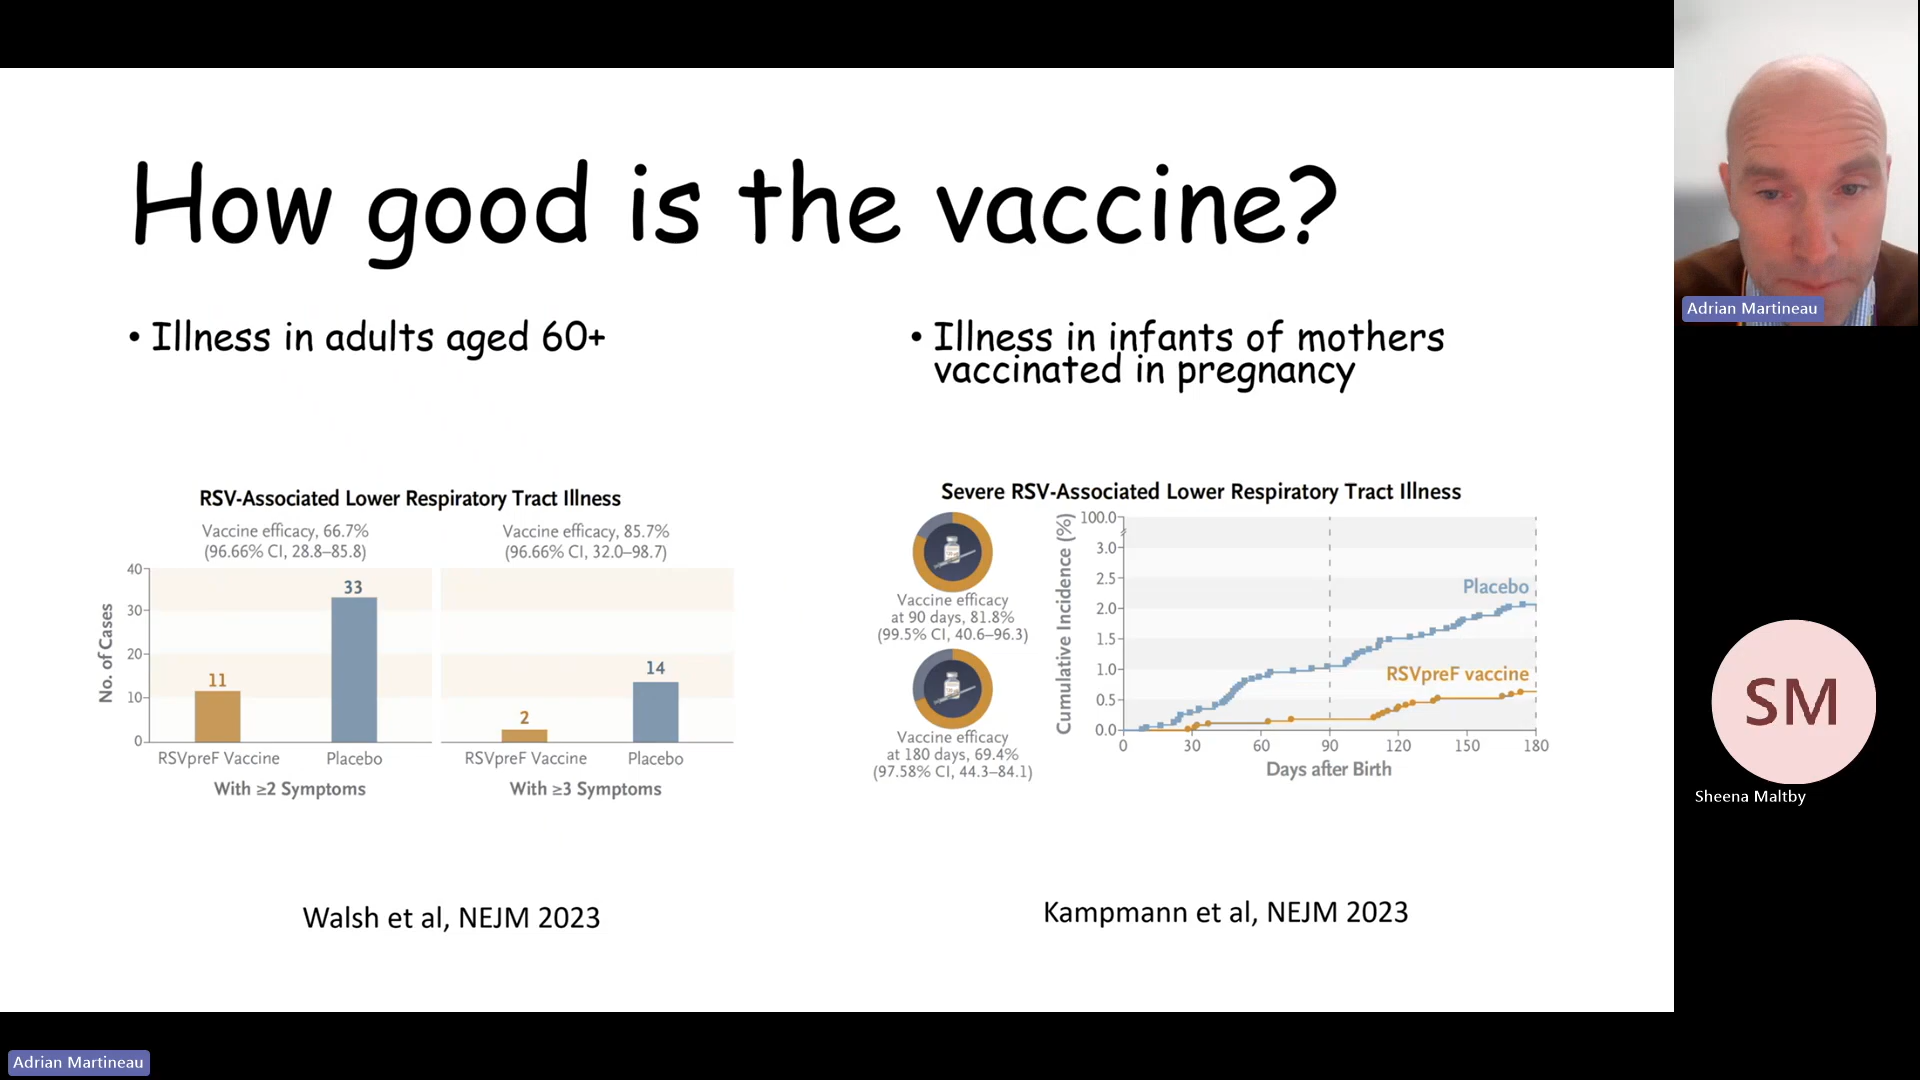 How good is the vaccine?
• Illness in adults aged 60+
RSV-Associated Lower Respiratory Tract Illness
Vaccine efficacy, 66.7%
(96.66% CI, 28.8–85.8)
Vaccine efficacy, 85.7%
(96.66% CI, 32.0–98.7)
No. of Cases
40
30
20
10
0
11
33
2
14
RSVpreF Vaccine
Placebo
RSVpreF Vaccine
Placebo
With ≥2 Symptoms
With ≥3 Symptoms
Walsh et al, NEJM 2023
• Illness in infants of mothers
vaccinated in pregnancy
Severe RSV-Associated Lower Respiratory Tract Illness
Vaccine efficacy
at 90 days, 81.8%
(99.5% CI, 40.6–96.3)
Vaccine efficacy
at 180 days, 69.4%
(97.58% CI, 44.3–84.1)
Cumulative Incidence (%)
100.0
3.0
2.5
2.0
1.5
1.0
0.5
0.0
Placebo
RSVpreF vaccine
0 30 60 90 120 150 180
Days after Birth
Kampmann et al, NEJM 2023
Adrian Martineau
SM
Sheena Maltby
Adrian Martineau